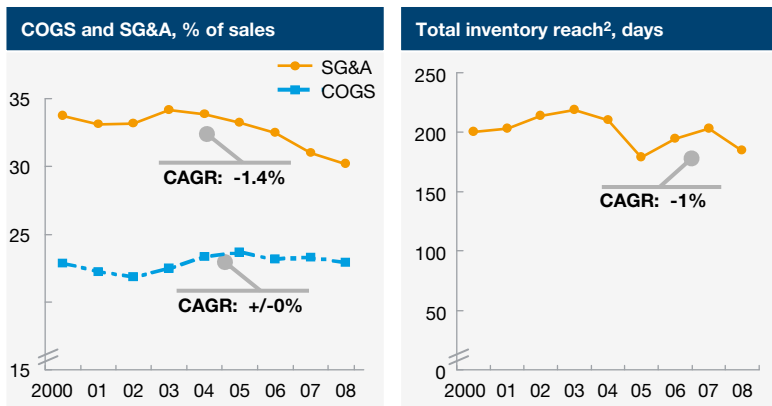 COGS and SG&A, % of sales
SG&A
COGS
35
30
23
15
CAGR: -1.4%
CAGR: +/-0%
2000 01 02 03 04 05 06 07 08
Total inventory reach², days
250
200
150
100
50
0
CAGR: -1%
2000 01 02 03 04 05 06 07 08